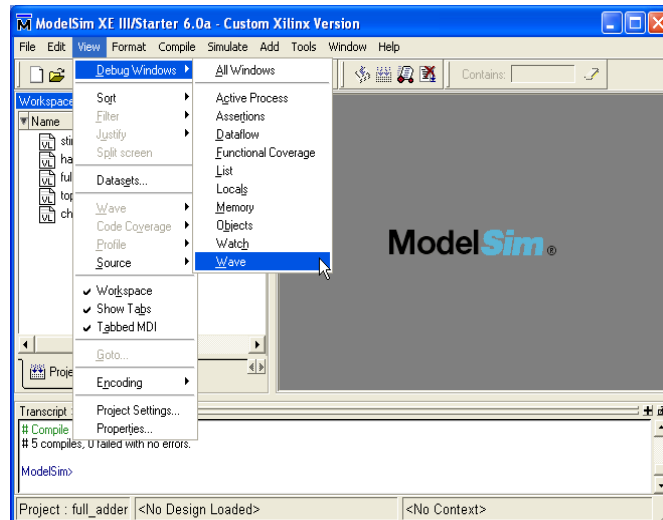 ModelSim XE III/Starter 6.0a - Custom Xilinx Version
File Edit View Format Compile Simulate Add Tools Window Help
Contains:
Workspace
Name
Debug Windows
Sort
Filter
Justify
Split screen
Datasets...
Wave
Code Coverage
Profile
Source
Workspace
Show Tabs
Tabbed MDI
Goto...
Encoding
Project Settings...
Properties...
All Windows
Active Process
Assertions
Dataflow
Functional Coverage
List
Locals
Memory
Objects
Watch
Wave
ModelSim ®
Transcript
# Compile
# 5 compiles, 0 failed with no errors.
ModelSim>
Project : full_adder <No Design Loaded> <No Context>